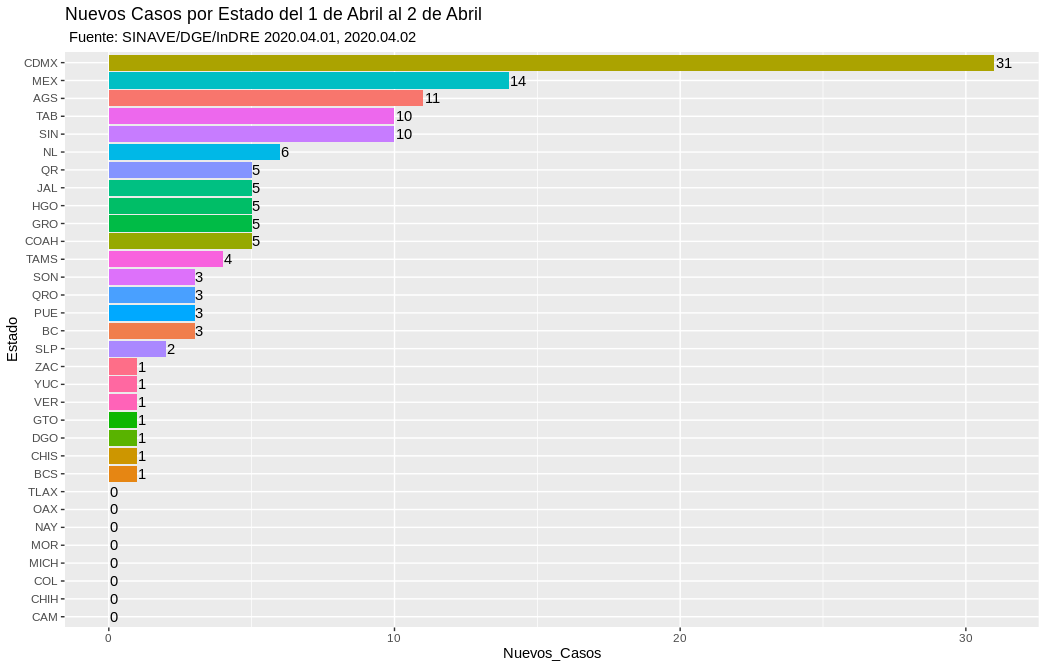 Nuevos Casos por Estado del 1 de Abril al 2 de Abril
Fuente: SINAVE/DGE/InDRE 2020.04.01, 2020.04.02
CDMX 31
MEX 14
AGS 11
TAB 10
SIN 10
NL 6
QR 5
JAL 5
HGO 5
GRO 5
COAH 5
TAMS 4
SON 3
QRO 3
PUE 3
BC 3
SLP 2
ZAC 1
YUC 1
VER 1
GTO 1
DGO 1
CHIS 1
BCS 1
TLAX 0
OAX 0
NAY 0
MOR 0
MICH 0
COL 0
CHIH 0
CAM 0
Estado
0 10 20 30
Nuevos_Casos